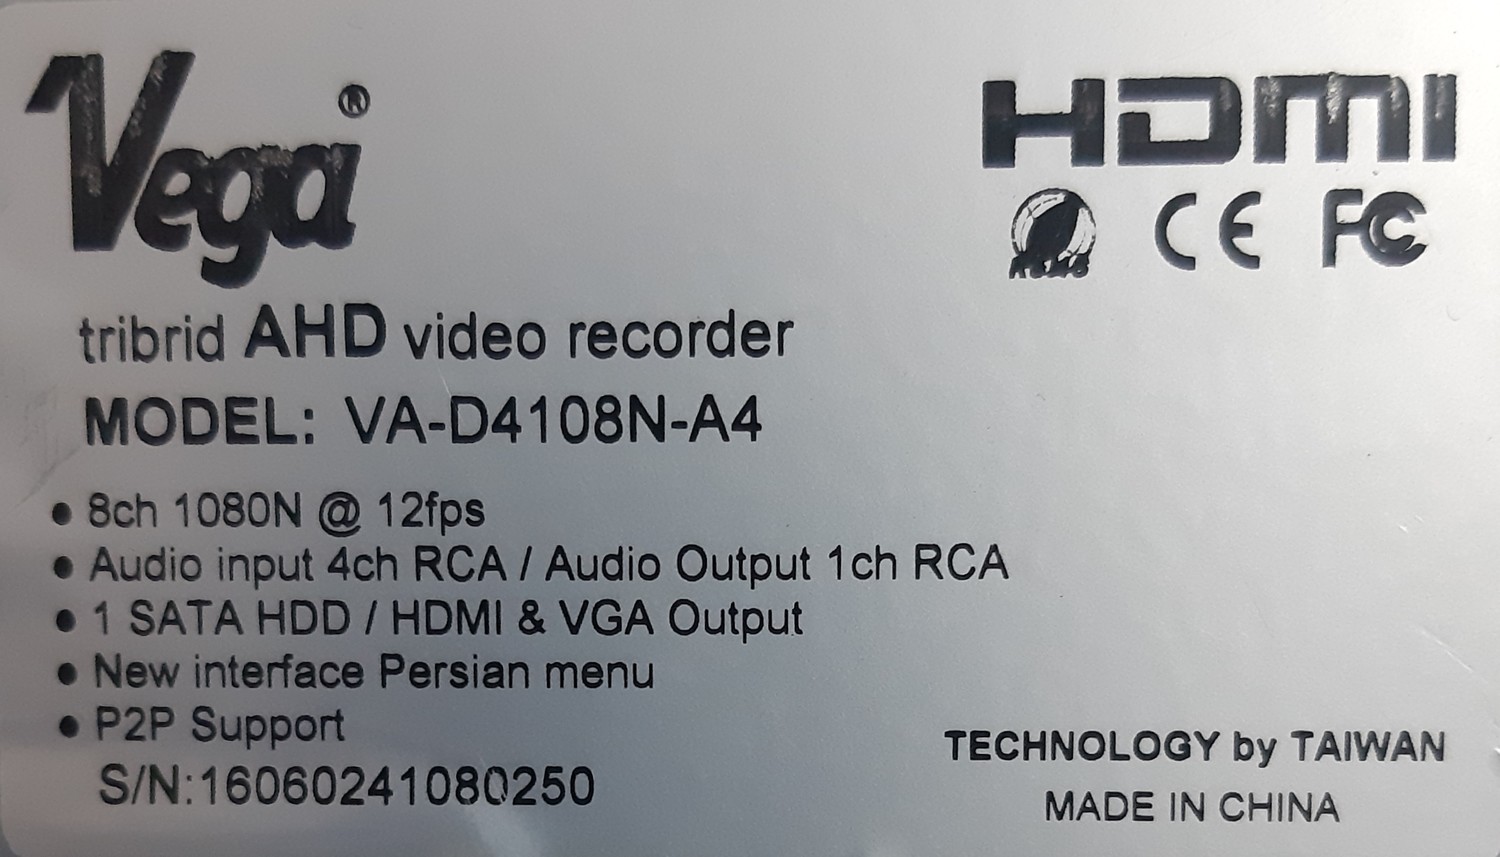 Vega®
HDMI
RoHS CE FC
tribrid AHD video recorder
MODEL: VA-D4108N-A4
• 8ch 1080N @ 12fps
• Audio input 4ch RCA / Audio Output 1ch RCA
• 1 SATA HDD / HDMI & VGA Output
• New interface Persian menu
• P2P Support
S/N:16060241080250
TECHNOLOGY by TAIWAN
MADE IN CHINA